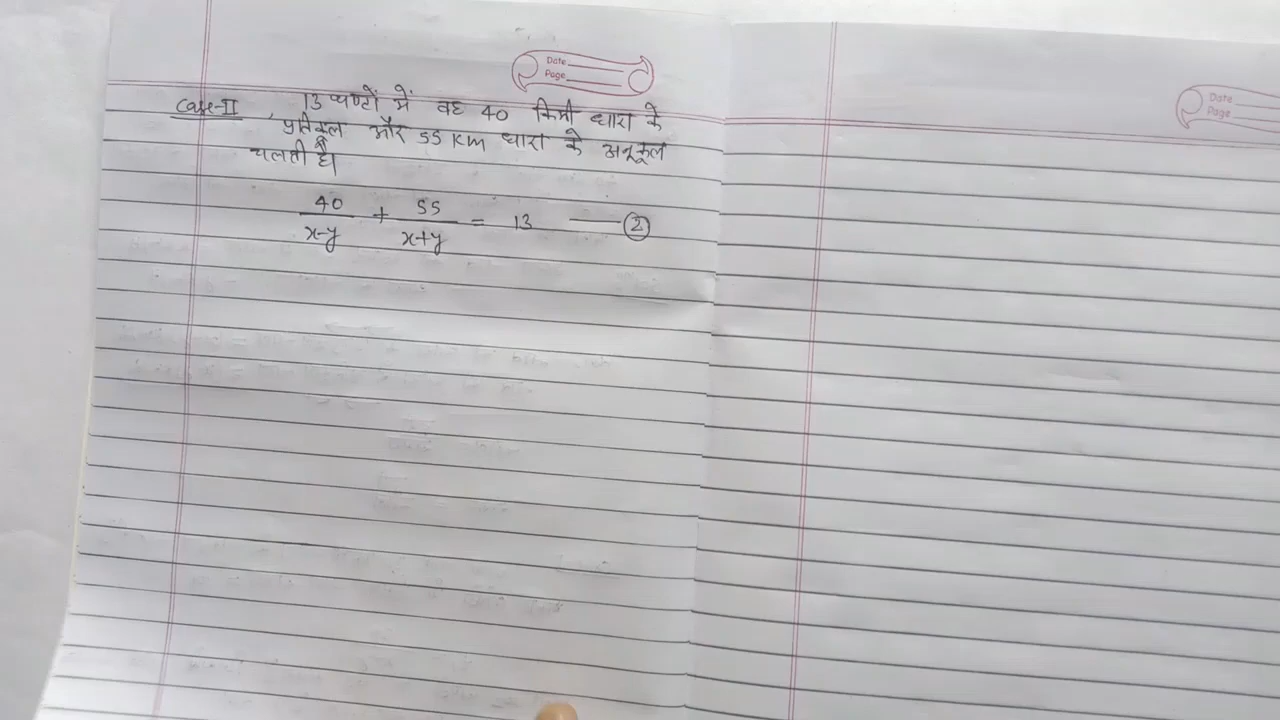 Date
Page
Case-II, 13 घण्टों में वह 40 किमी धारा के
प्रतिकूल और 55 Km धारा के अनुकूल
चलती है।
40/x-y + 55/x+y = 13 —— ②
Date
Page